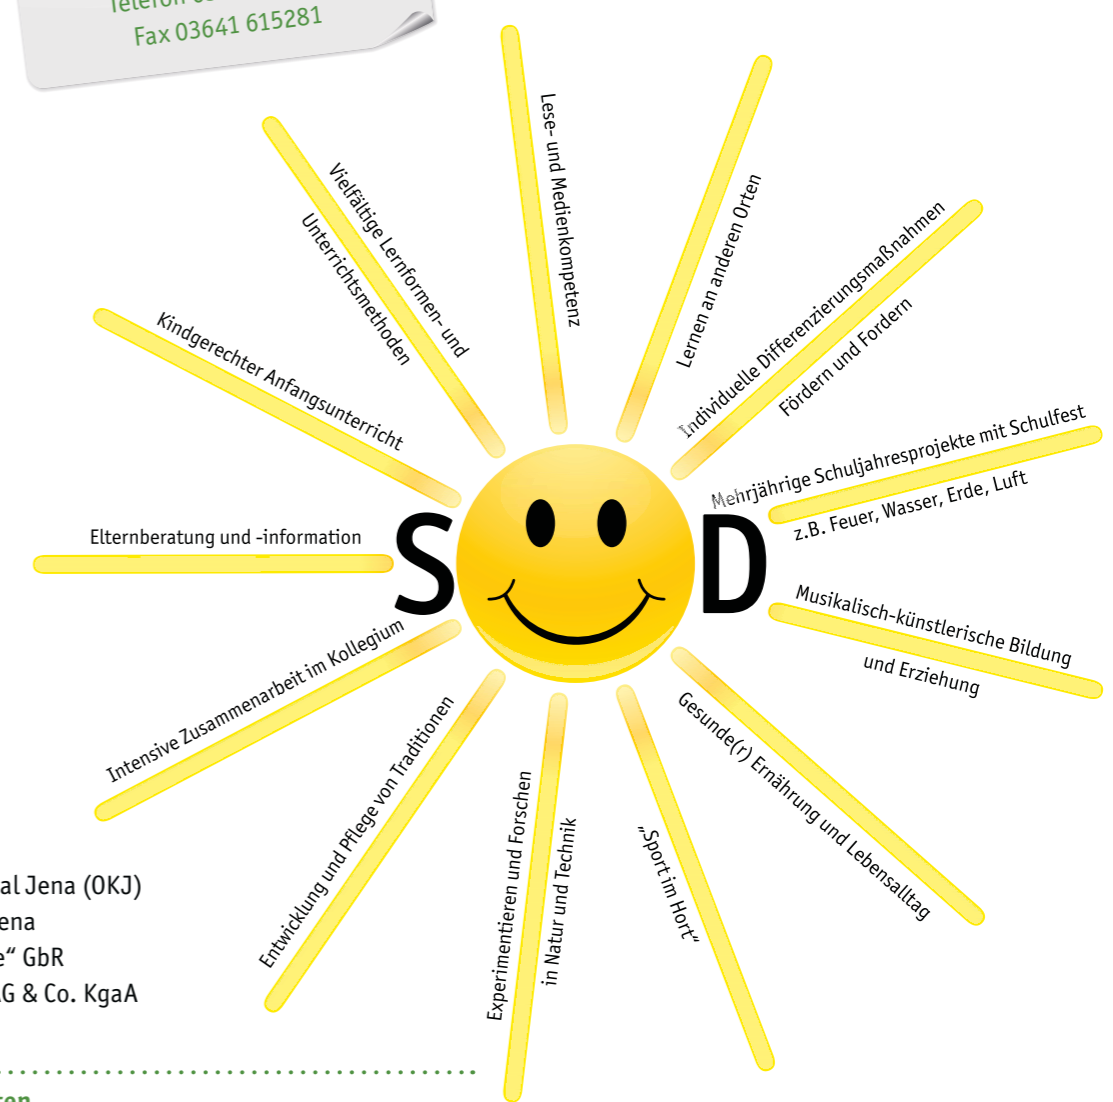 Telefon
Fax 03641 615281
Lese- und Medienkompetenz
Lernen an anderen Orten
Individuelle Differenzierungsmaßnahmen
Fördern und Fordern
Mehrjährige Schuljahresprojekte mit Schulfest
z.B. Feuer, Wasser, Erde, Luft
Musikalisch-künstlerische Bildung
und Erziehung
Gesunde(r) Ernährung und Lebensalltag
„Sport im Hort“
Experimentieren und Forschen
in Natur und Technik
Entwicklung und Pflege von Traditionen
Intensive Zusammenarbeit im Kollegium
Elternberatung und -information
Kindgerechter Anfangsunterricht
Vielfältige Lernformen- und
Unterrichtsmethoden
S D
al Jena (OKJ)
ena
e“ GbR
G & Co. KgaA